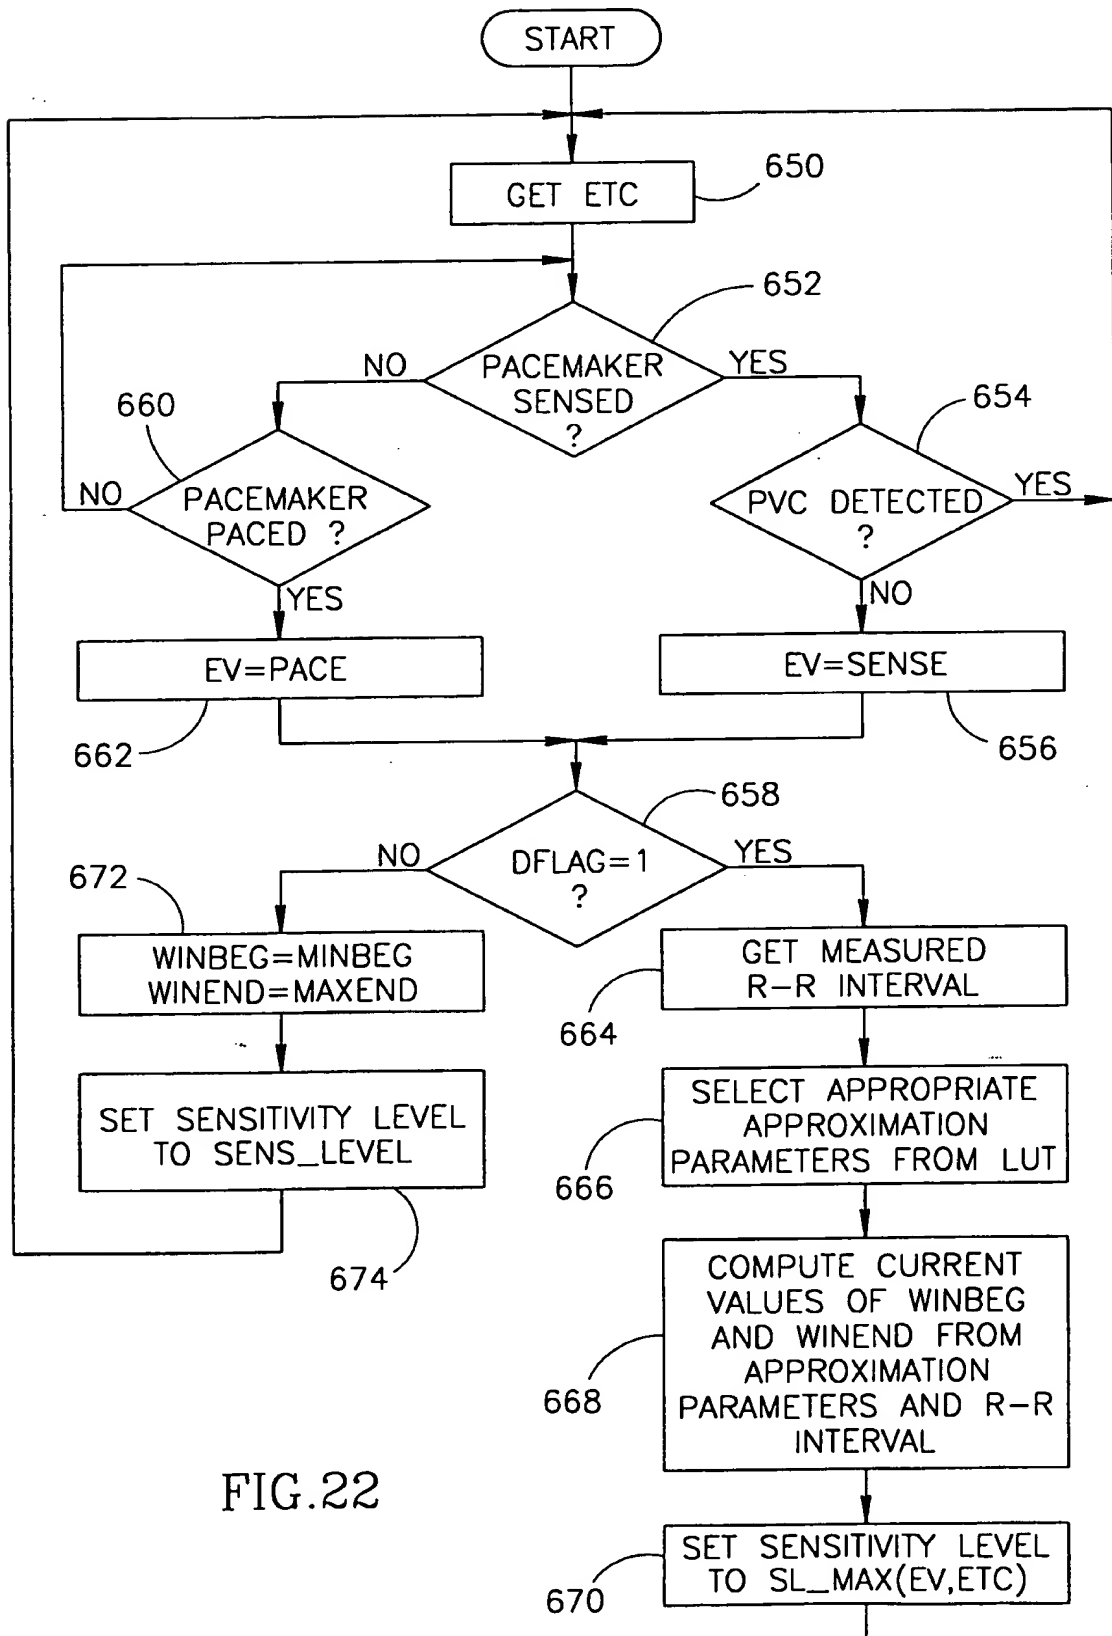 START
GET ETC
650
PACEMAKER
SENSED
?
652
NO
YES
660
PACEMAKER
PACED ?
NO
YES
654
PVC DETECTED
?
YES
NO
EV=PACE
662
EV=SENSE
656
DFLAG=1
?
658
NO
YES
672
WINBEG=MINBEG
WINEND=MAXEND
GET MEASURED
R-R INTERVAL
664
SET SENSITIVITY LEVEL
TO SENS_LEVEL
674
SELECT APPROPRIATE
APPROXIMATION
PARAMETERS FROM LUT
666
COMPUTE CURRENT
VALUES OF WINBEG
AND WINEND FROM
APPROXIMATION
PARAMETERS AND R-R
INTERVAL
668
SET SENSITIVITY LEVEL
TO SL_MAX(EV,ETC)
670
FIG.22